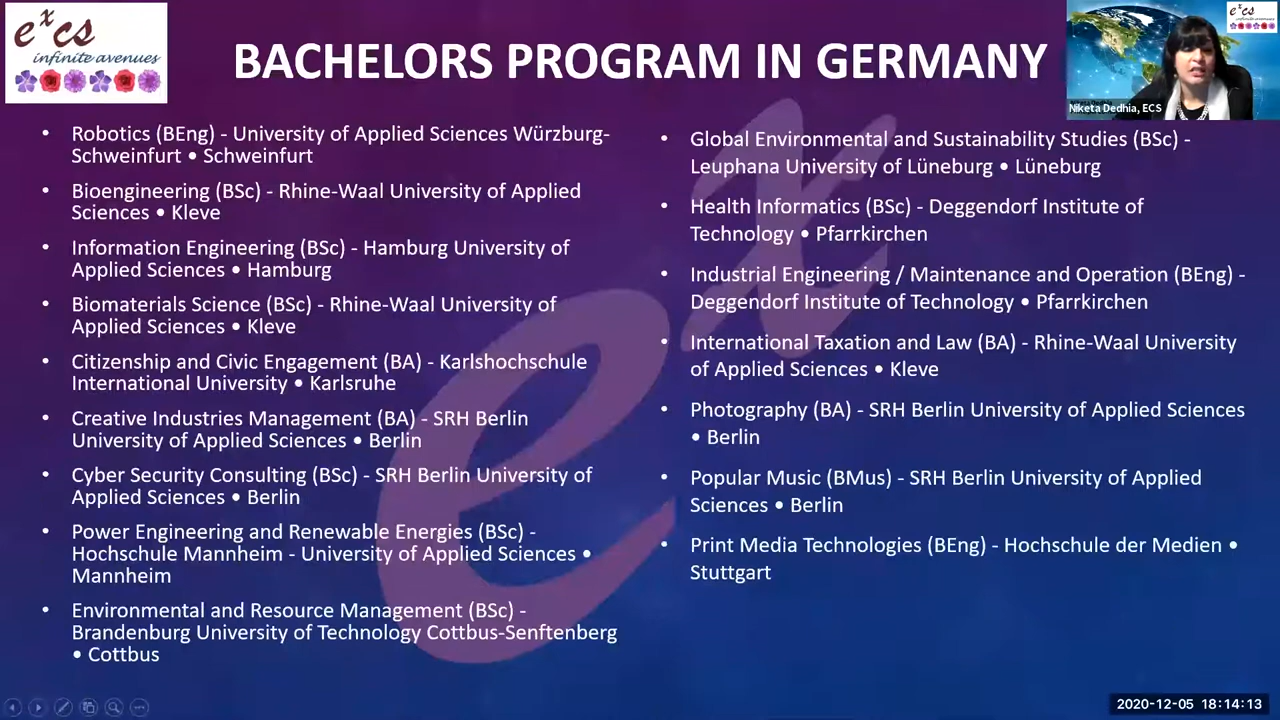 excs
infinite avenues
BACHELORS PROGRAM IN GERMANY
Niketa Dedhia, ECS
• Robotics (BEng) - University of Applied Sciences Würzburg-
Schweinfurt • Schweinfurt
• Bioengineering (BSc) - Rhine-Waal University of Applied
Sciences • Kleve
• Information Engineering (BSc) - Hamburg University of
Applied Sciences • Hamburg
• Biomaterials Science (BSc) - Rhine-Waal University of
Applied Sciences • Kleve
• Citizenship and Civic Engagement (BA) - Karlshochschule
International University • Karlsruhe
• Creative Industries Management (BA) - SRH Berlin
University of Applied Sciences • Berlin
• Cyber Security Consulting (BSc) - SRH Berlin University of
Applied Sciences • Berlin
• Power Engineering and Renewable Energies (BSc) -
Hochschule Mannheim - University of Applied Sciences •
Mannheim
• Environmental and Resource Management (BSc) -
Brandenburg University of Technology Cottbus-Senftenberg
• Cottbus
• Global Environmental and Sustainability Studies (BSc) -
Leuphana University of Lüneburg • Lüneburg
• Health Informatics (BSc) - Deggendorf Institute of
Technology • Pfarrkirchen
• Industrial Engineering / Maintenance and Operation (BEng) -
Deggendorf Institute of Technology • Pfarrkirchen
• International Taxation and Law (BA) - Rhine-Waal University
of Applied Sciences • Kleve
• Photography (BA) - SRH Berlin University of Applied Sciences
• Berlin
• Popular Music (BMus) - SRH Berlin University of Applied
Sciences • Berlin
• Print Media Technologies (BEng) - Hochschule der Medien •
Stuttgart
ex
2020-12-05 18:14:13